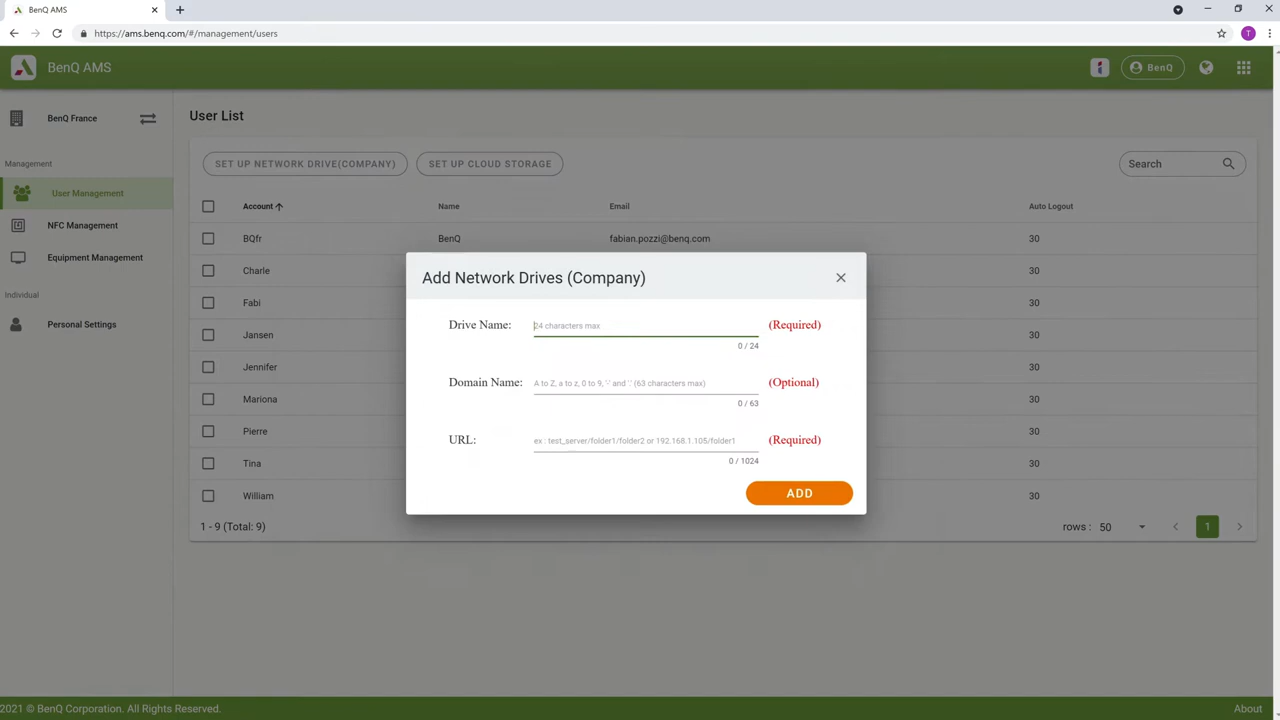 BenQ AMS
https://ams.benq.com/#/management/users
T
BenQ AMS
BenQ
BenQ France
Management
User Management
NFC Management
Equipment Management
Individual
Personal Settings
User List
SET UP NETWORK DRIVE(COMPANY)
SET UP CLOUD STORAGE
Search
Account Name Email Auto Logout
BQfr BenQ fabian.pozzi@benq.com 30
Charle 30
Fabi 30
Jansen 30
Jennifer 30
Mariona 30
Pierre 30
Tina 30
William 30
1 - 9 (Total: 9)
rows : 50
1
Add Network Drives (Company)
Drive Name: 24 characters max (Required)
0 / 24
Domain Name: A to Z, a to z, 0 to 9, '-' and '.' (63 characters max) (Optional)
0 / 63
URL: ex : test_server/folder1/folder2 or 192.168.1.105/folder1 (Required)
0 / 1024
ADD
2021 © BenQ Corporation. All Rights Reserved.
About